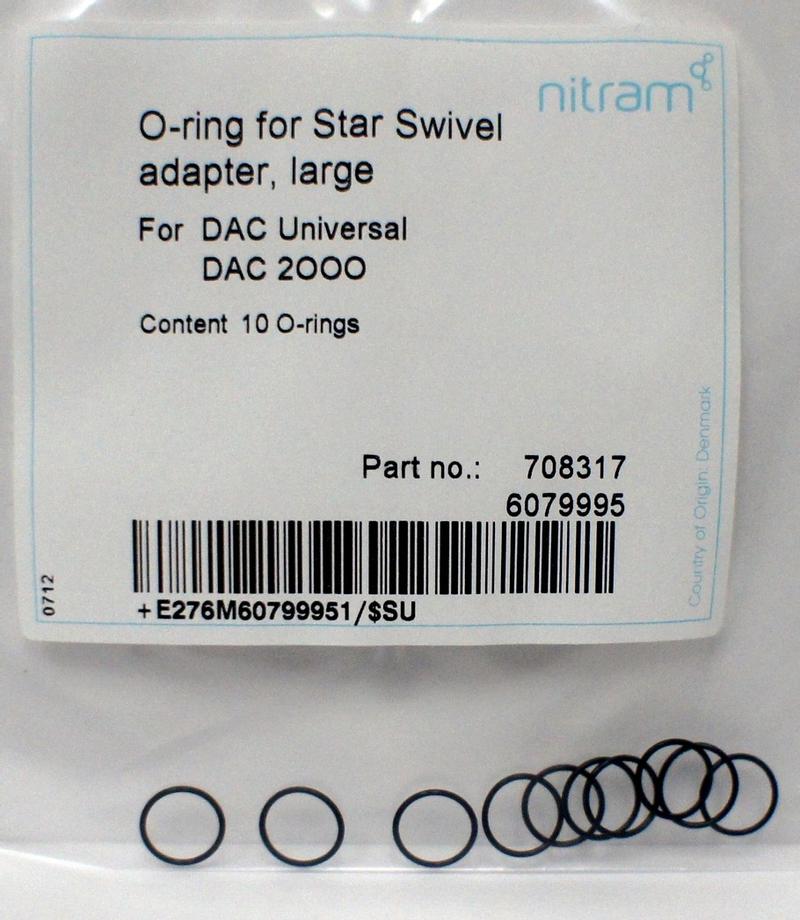 nitram
O-ring for Star Swivel
adapter, large
For DAC Universal
DAC 2000
Content 10 O-rings
Part no.: 708317
6079995
+E276M60799951/$SU
0712
Country of Origin: Denmark